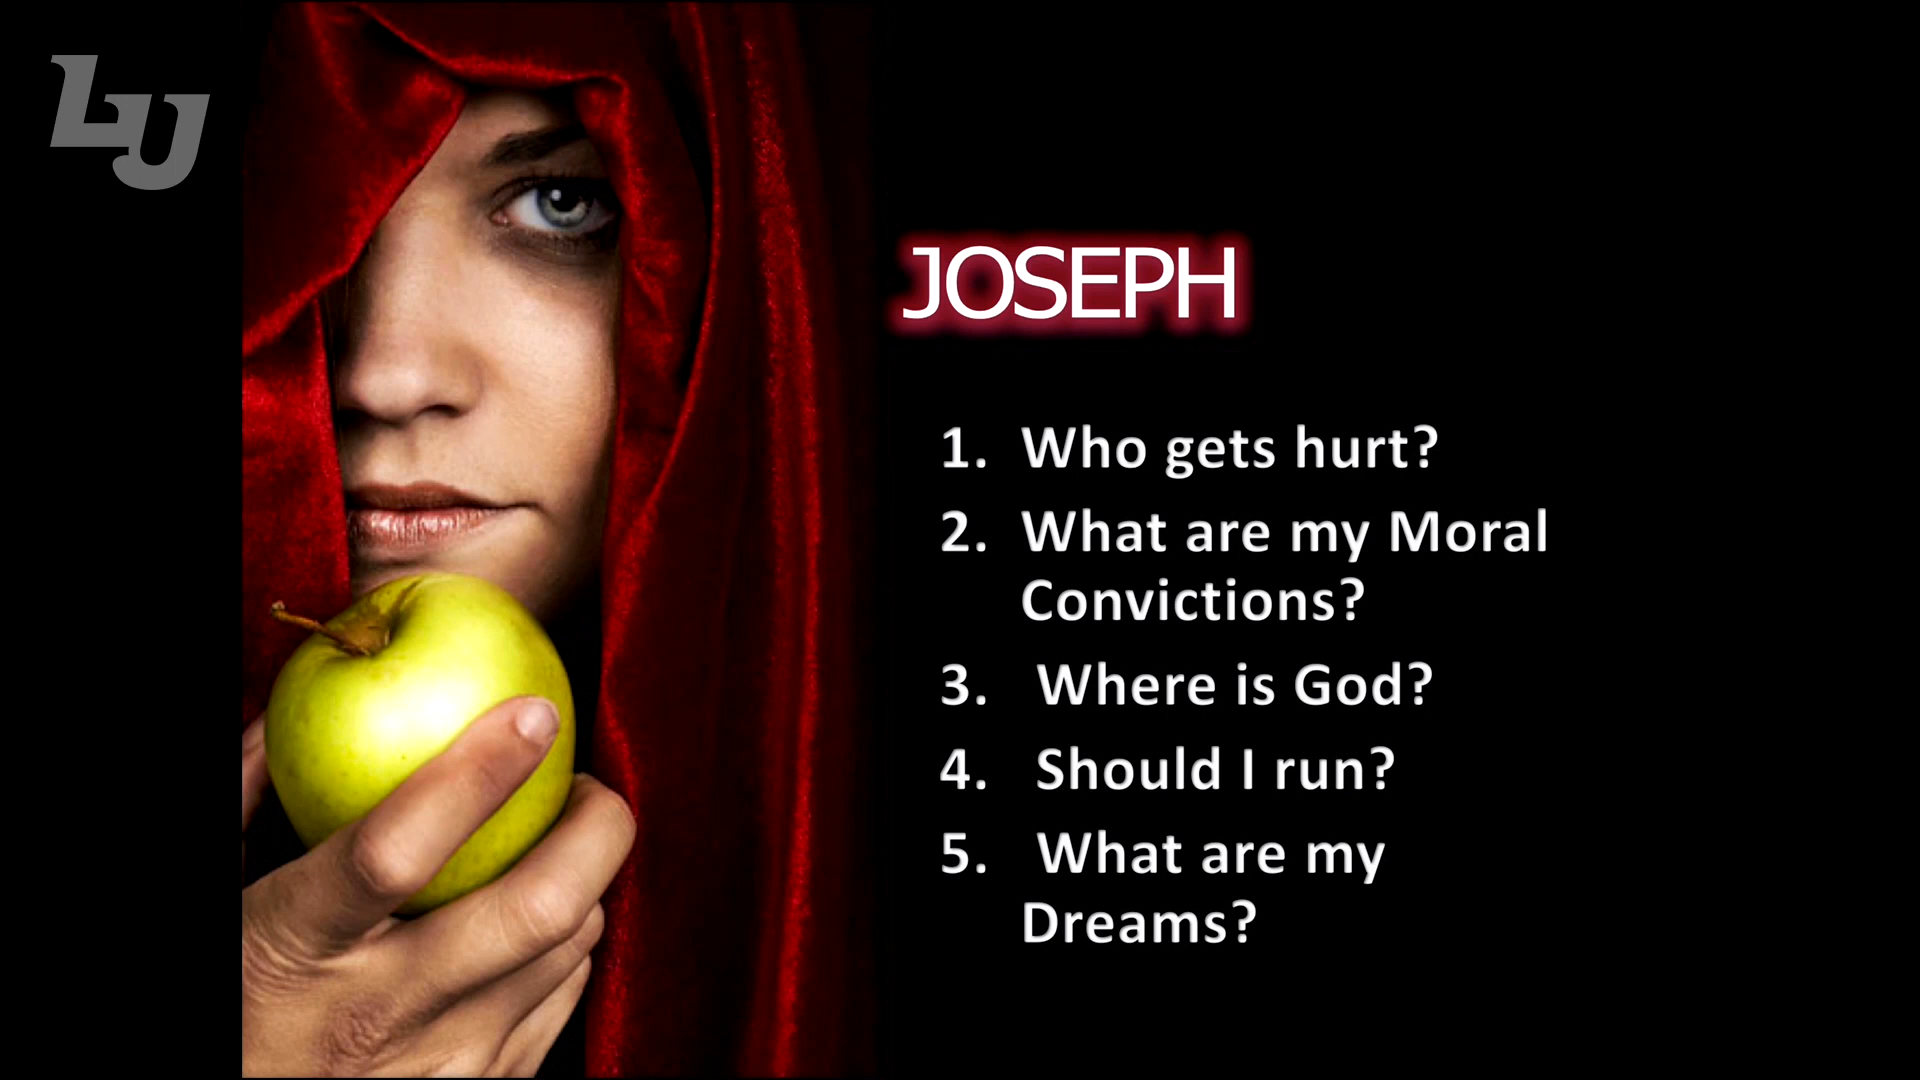 LU
JOSEPH
1. Who gets hurt?
2. What are my Moral
Convictions?
3. Where is God?
4. Should I run?
5. What are my
Dreams?